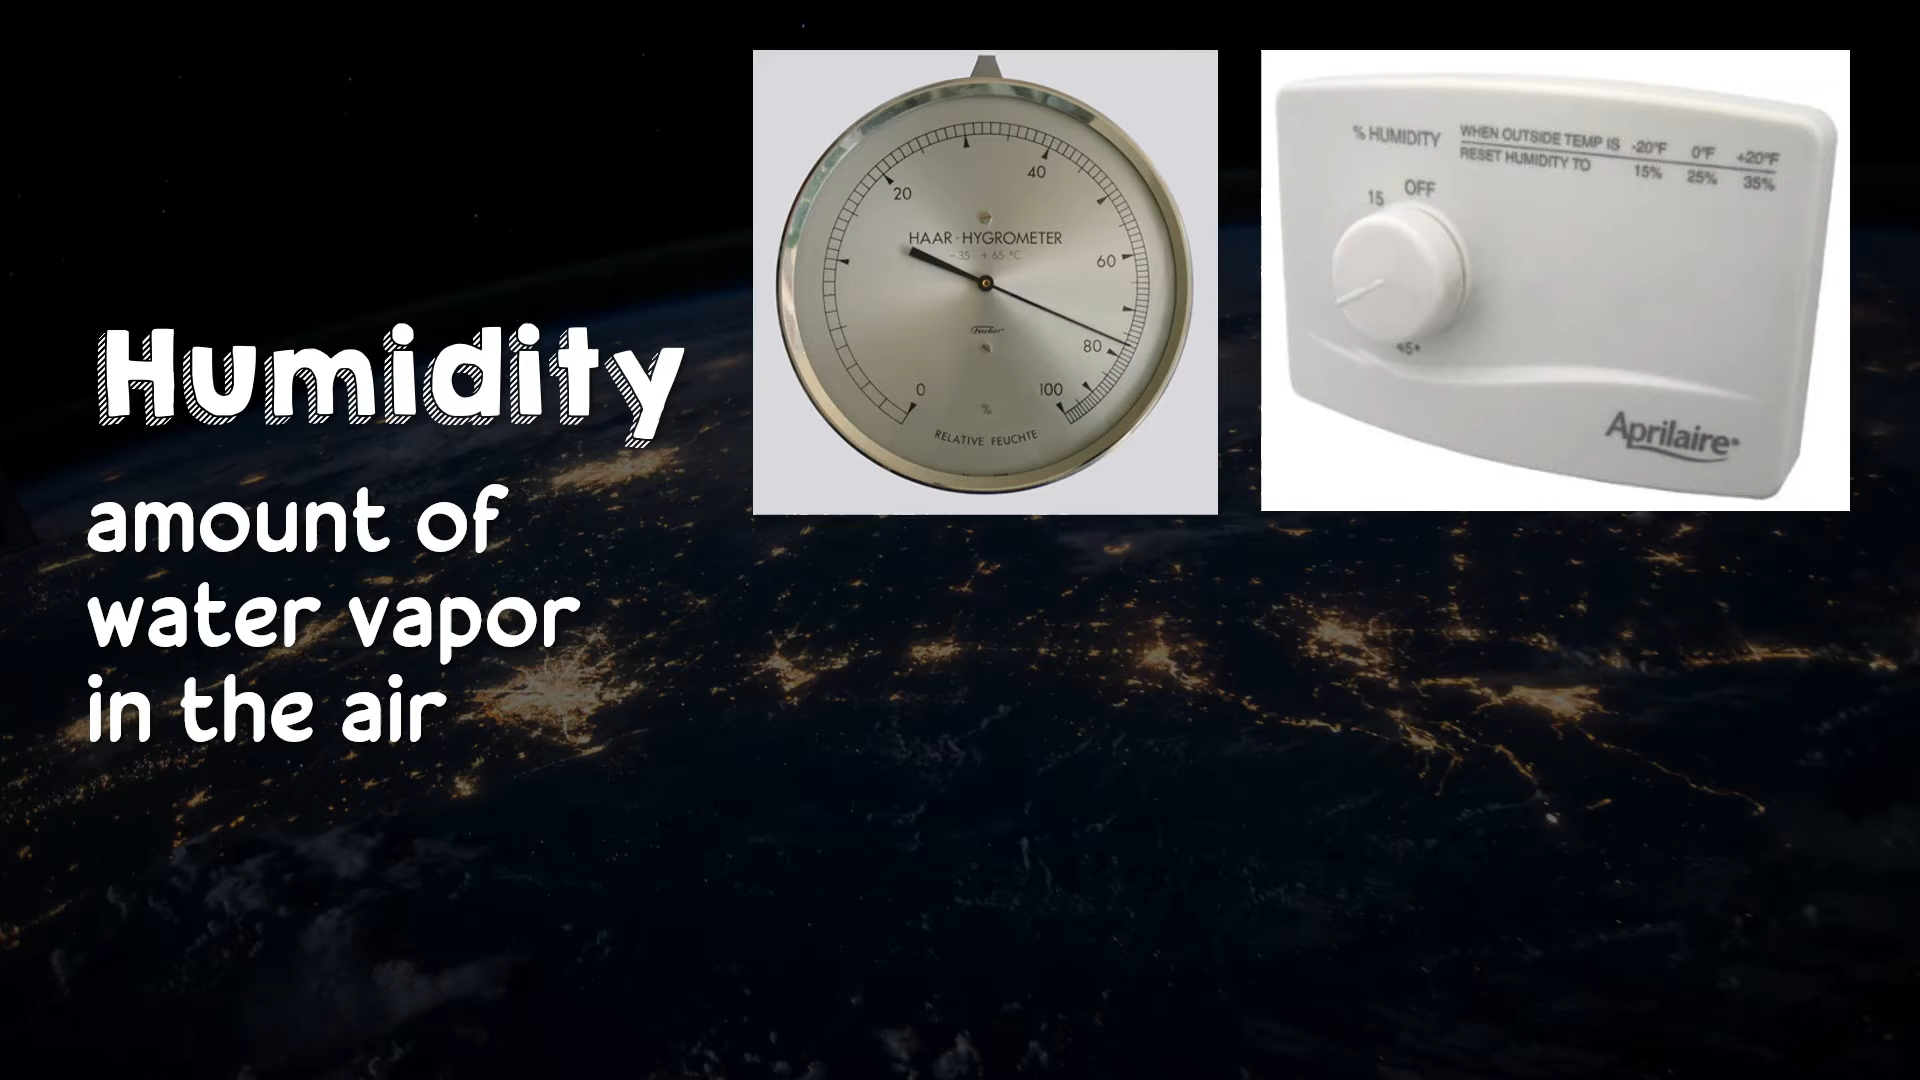 Humidity
amount of
water vapor
in the air
20
40
60
80
100
0
HAAR · HYGROMETER
-35 +65 °C
%
RELATIVE FEUCHTE
% HUMIDITY
WHEN OUTSIDE TEMP IS -20°F 0°F +20°F
RESET HUMIDITY TO 15% 25% 35%
OFF
15
Aprilaire